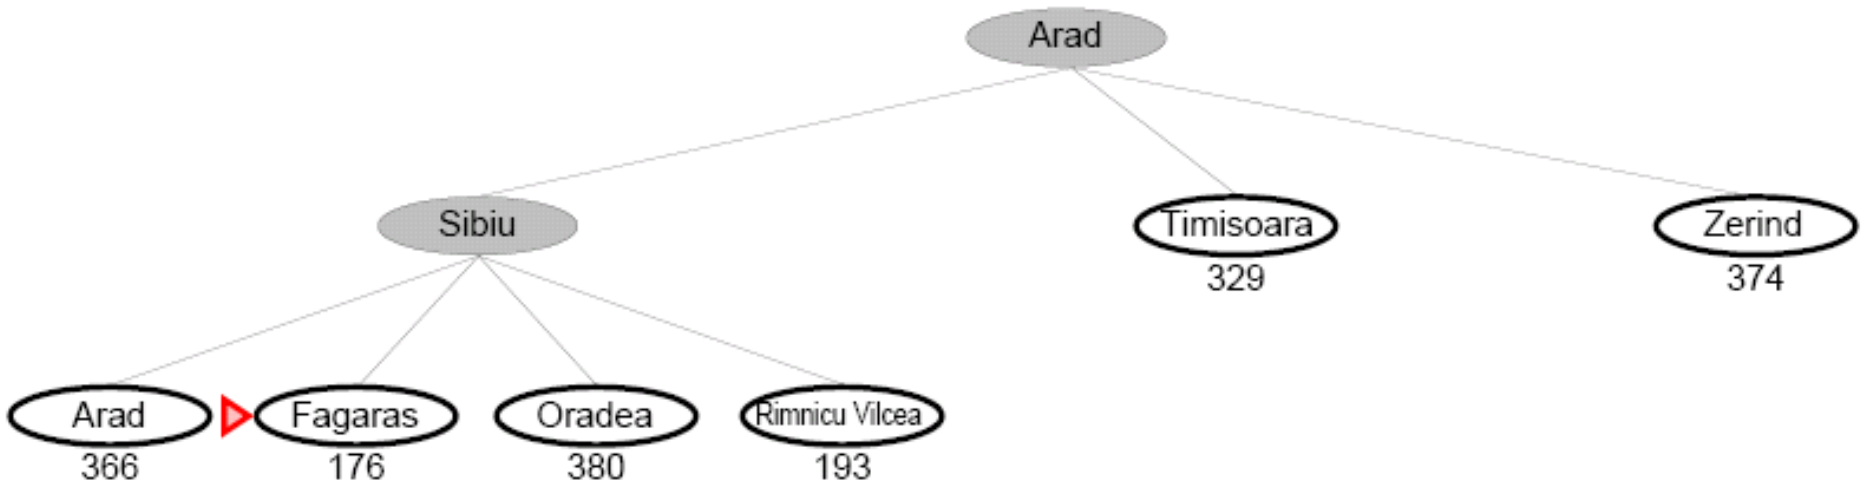 Arad
Sibiu
Timisoara
Zerind
329
374
Arad
Fagaras
Oradea
Rimnicu Vilcea
366
176
380
193